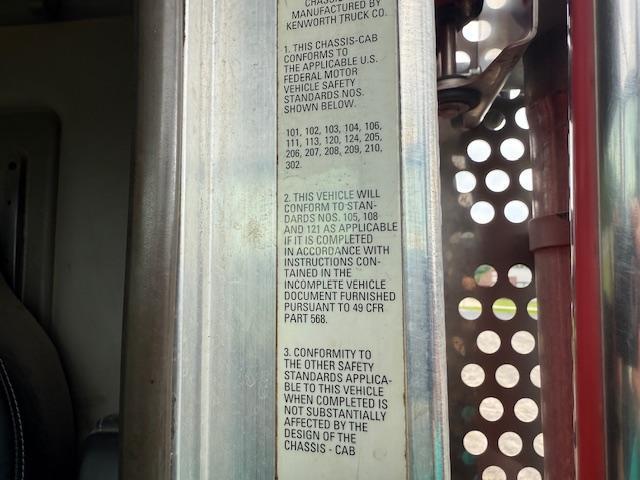 CHASSIS
MANUFACTURED BY
KENWORTH TRUCK CO.
1. THIS CHASSIS-CAB
CONFORMS TO
THE APPLICABLE U.S.
FEDERAL MOTOR
VEHICLE SAFETY
STANDARDS NOS.
SHOWN BELOW.
101, 102, 103, 104, 106,
111, 113, 120, 124, 205,
206, 207, 208, 209, 210,
302.
2. THIS VEHICLE WILL
CONFORM TO STAN-
DARDS NOS. 105, 108
AND 121 AS APPLICABLE
IF IT IS COMPLETED
IN ACCORDANCE WITH
INSTRUCTIONS CON-
TAINED IN THE
INCOMPLETE VEHICLE
DOCUMENT FURNISHED
PURSUANT TO 49 CFR
PART 568.
3. CONFORMITY TO
THE OTHER SAFETY
STANDARDS APPLICA-
BLE TO THIS VEHICLE
WHEN COMPLETED IS
NOT SUBSTANTIALLY
AFFECTED BY THE
DESIGN OF THE
CHASSIS - CAB